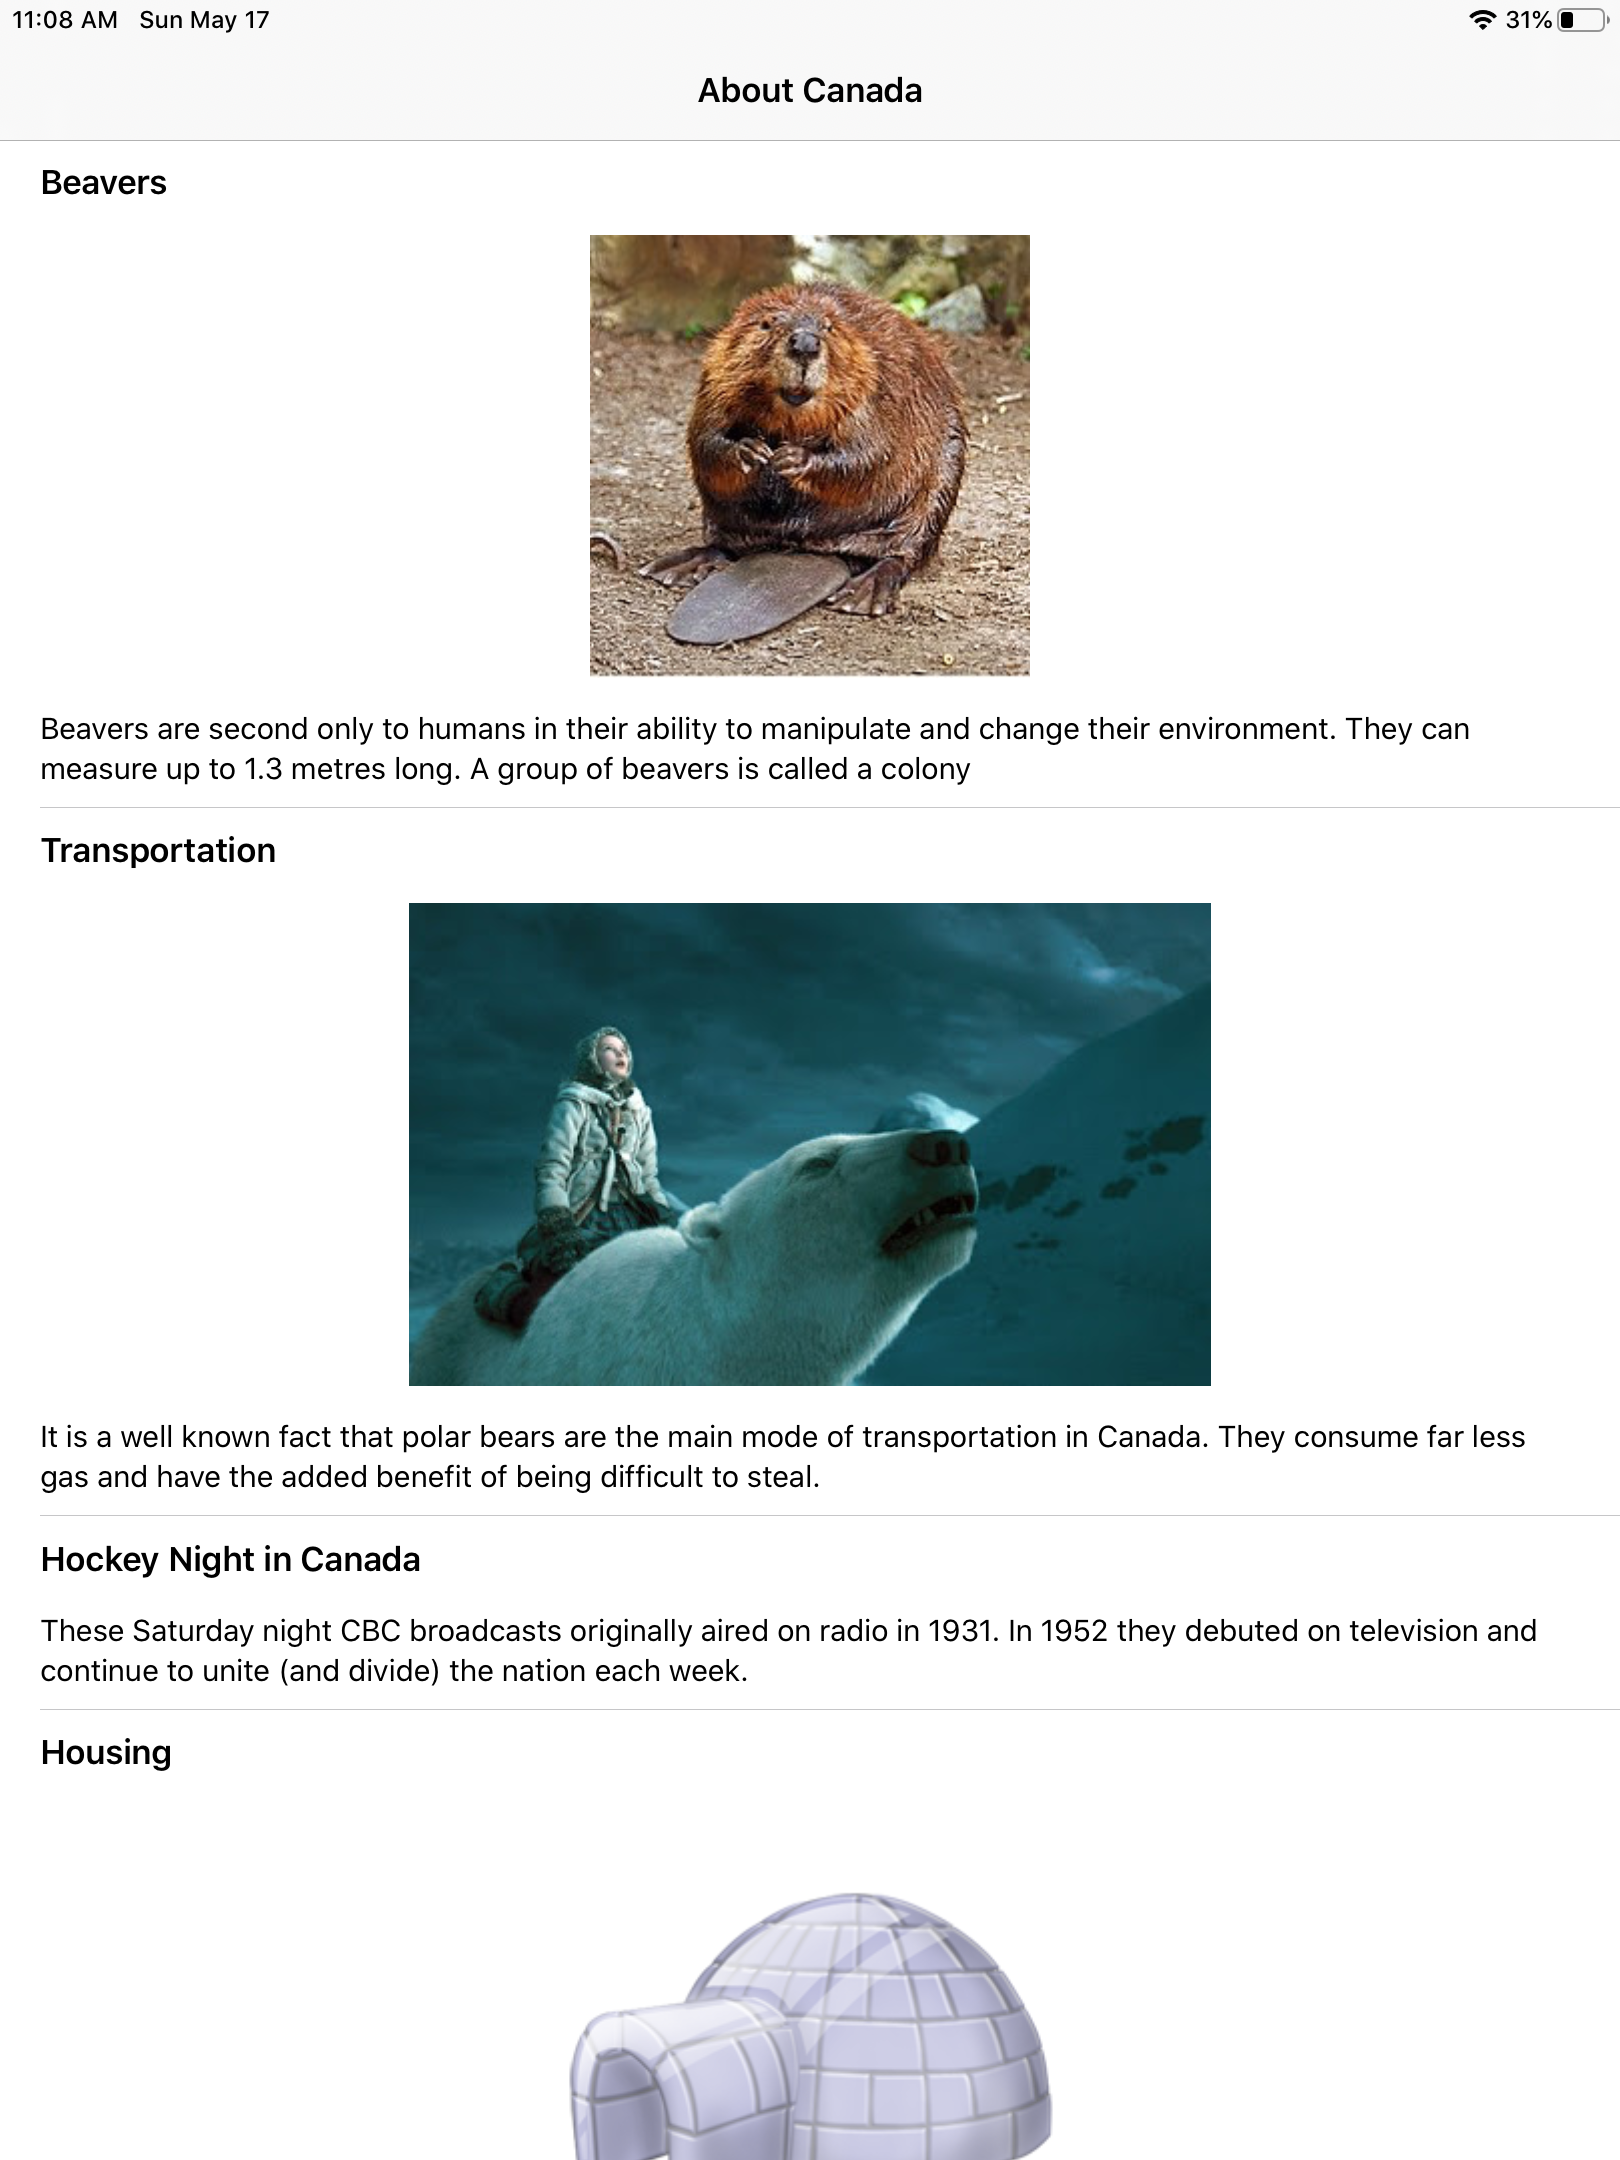 11:08 AM Sun May 17 31%
About Canada
Beavers
Beavers are second only to humans in their ability to manipulate and change their environment. They can
measure up to 1.3 metres long. A group of beavers is called a colony
Transportation
It is a well known fact that polar bears are the main mode of transportation in Canada. They consume far less
gas and have the added benefit of being difficult to steal.
Hockey Night in Canada
These Saturday night CBC broadcasts originally aired on radio in 1931. In 1952 they debuted on television and
continue to unite (and divide) the nation each week.
Housing